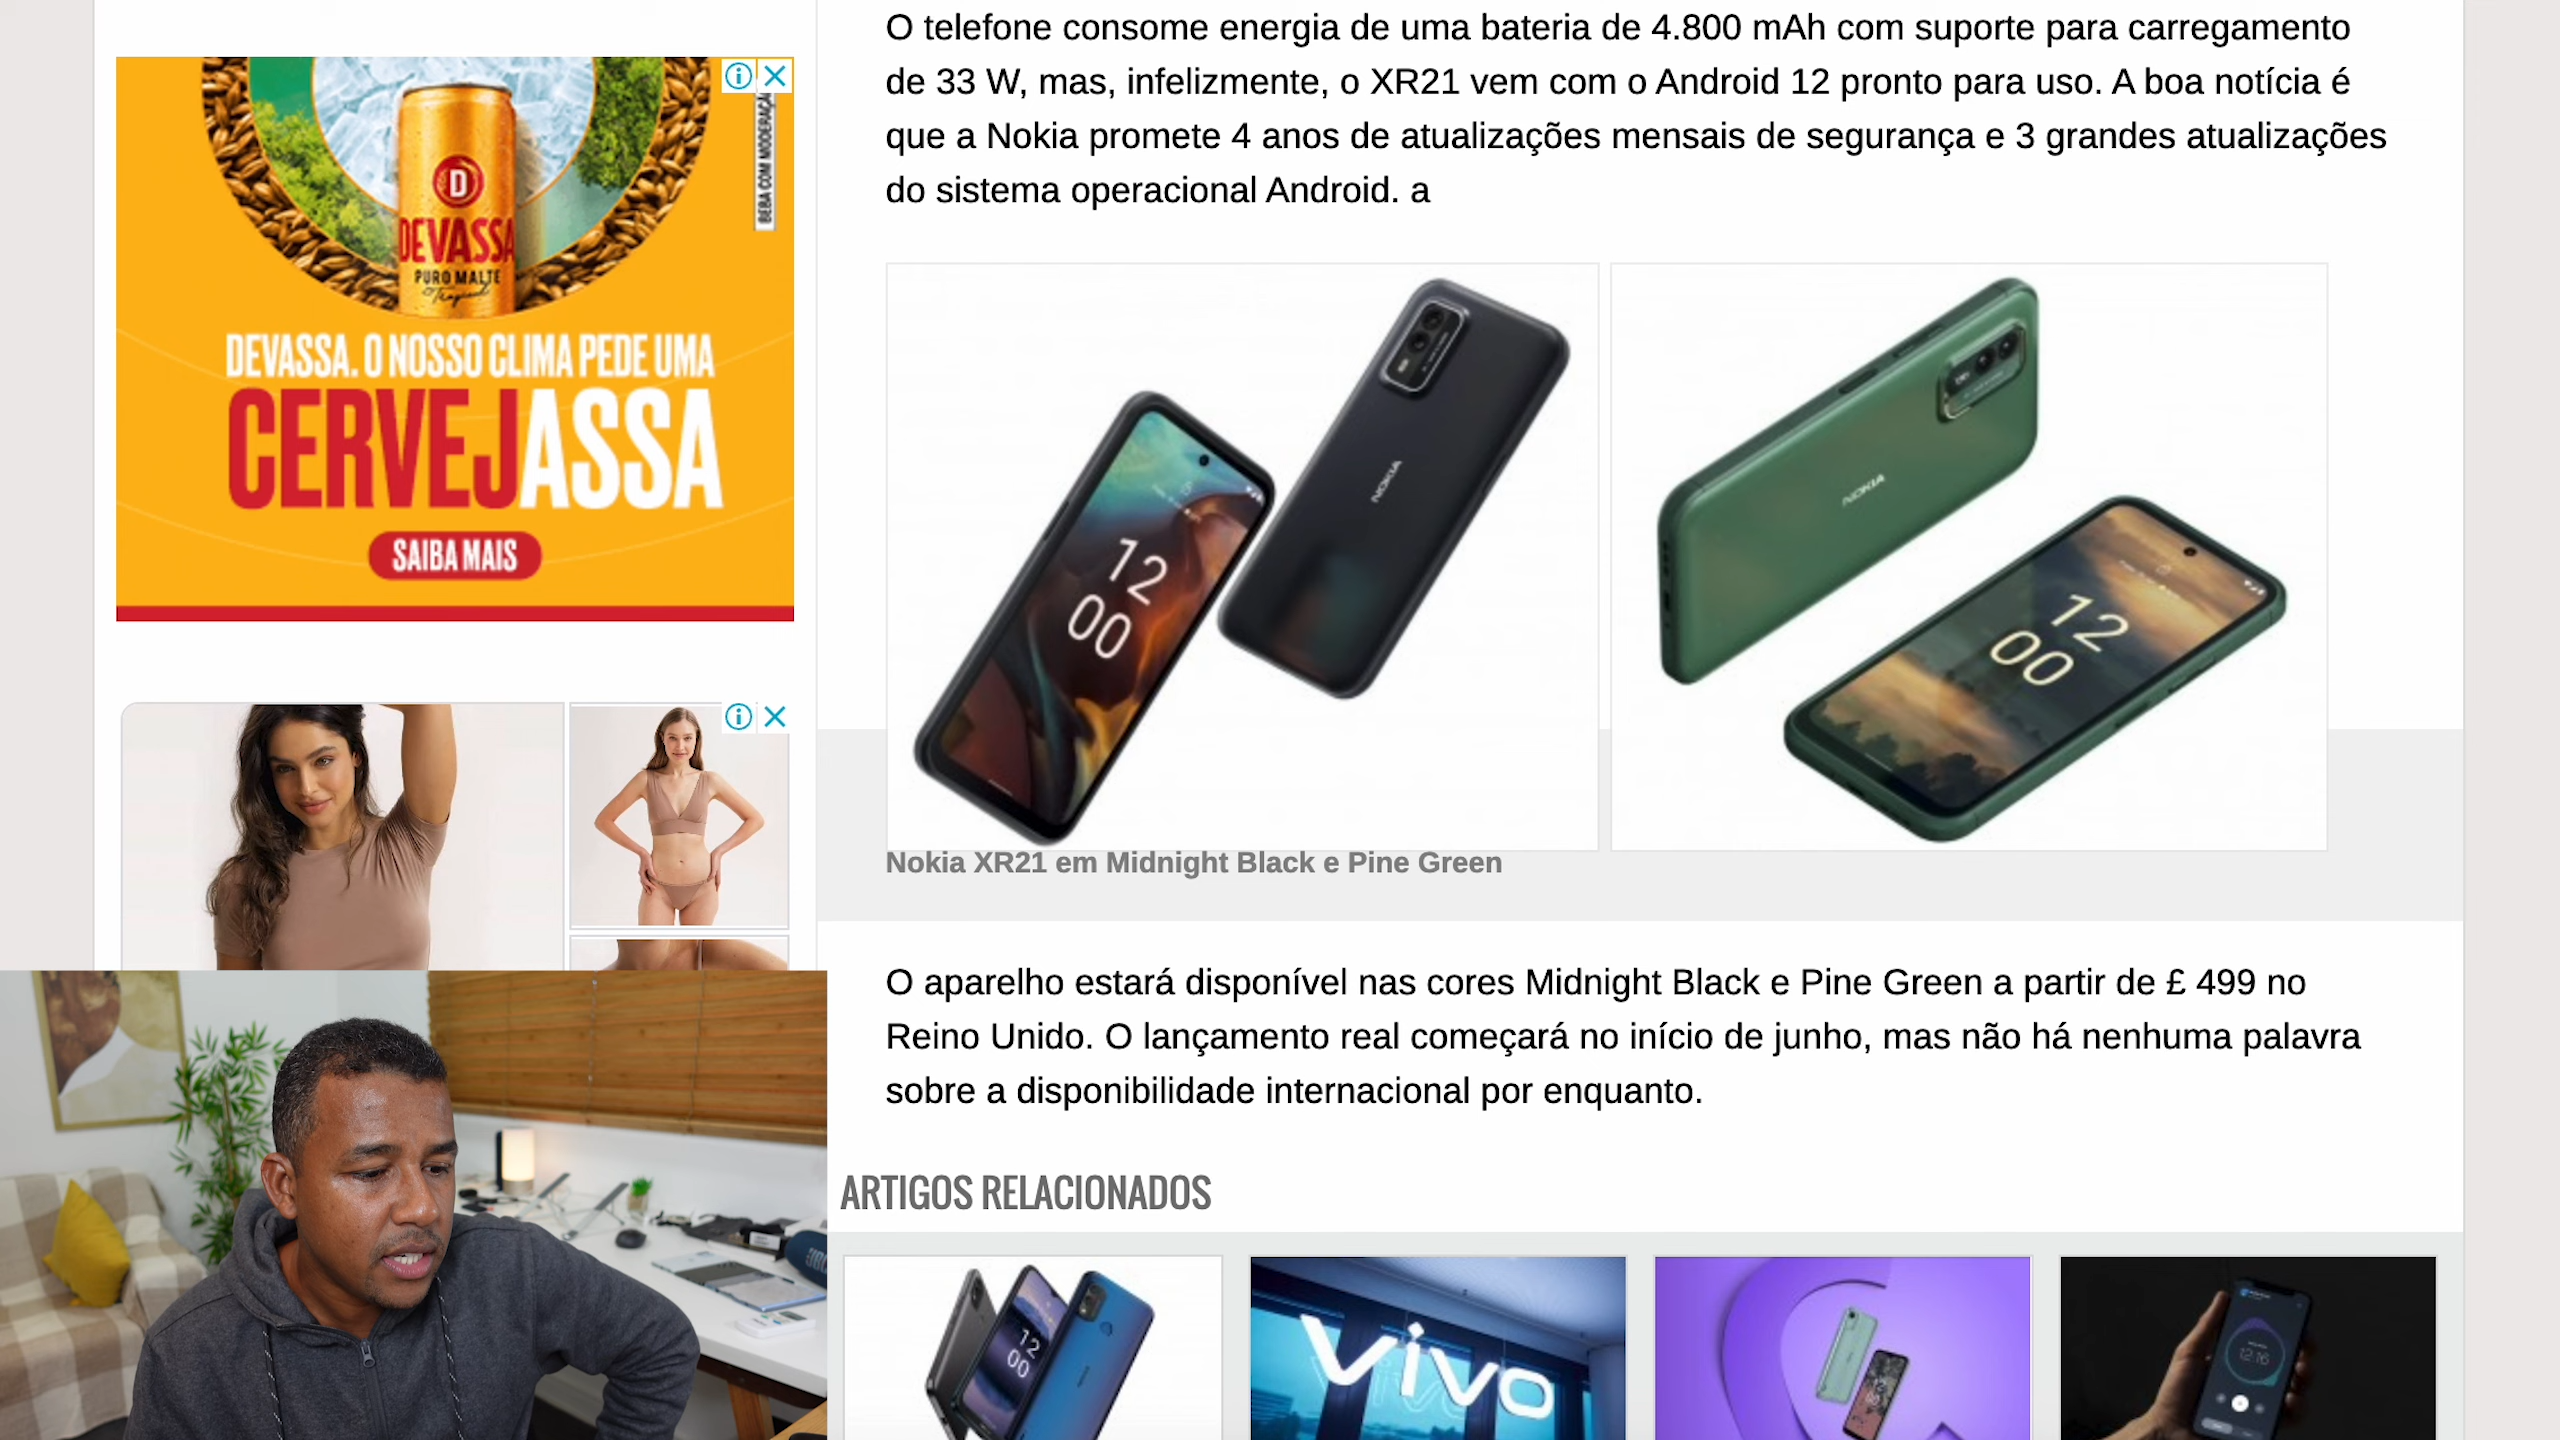 O telefone consome energia de uma bateria de 4.800 mAh com suporte para carregamento
de 33 W, mas, infelizmente, o XR21 vem com o Android 12 pronto para uso. A boa notícia é
que a Nokia promete 4 anos de atualizações mensais de segurança e 3 grandes atualizações
do sistema operacional Android. a
BEBA COM MODERAÇÃO
D
DEVASSA
PURO MALTE
Tropical
DEVASSA. O NOSSO CLIMA PEDE UMA
CERVEJASSA
SAIBA MAIS
12
00
NOKIA
NOKIA
12
00
Nokia XR21 em Midnight Black e Pine Green
O aparelho estará disponível nas cores Midnight Black e Pine Green a partir de £ 499 no
Reino Unido. O lançamento real começará no início de junho, mas não há nenhuma palavra
sobre a disponibilidade internacional por enquanto.
ARTIGOS RELACIONADOS
12
00
vivo
12:16
JBL